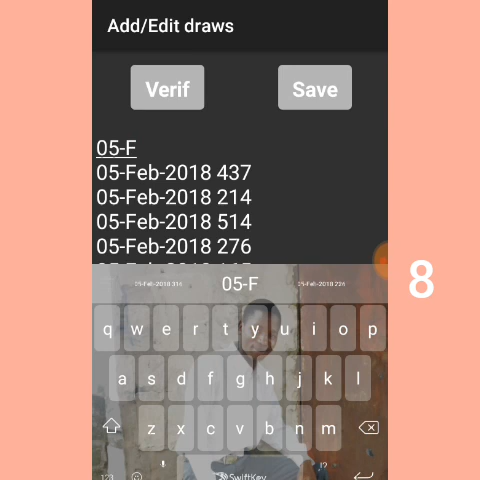 Add/Edit draws
Verif Save
05-F
05-Feb-2018 437
05-Feb-2018 214
05-Feb-2018 514
05-Feb-2018 276
05-Feb-2018 314 05-F 05-Feb-2018 224
8
q w e r t y u i o p
a s d f g h j k l
z x c v b n m
123 SwiftKey !?